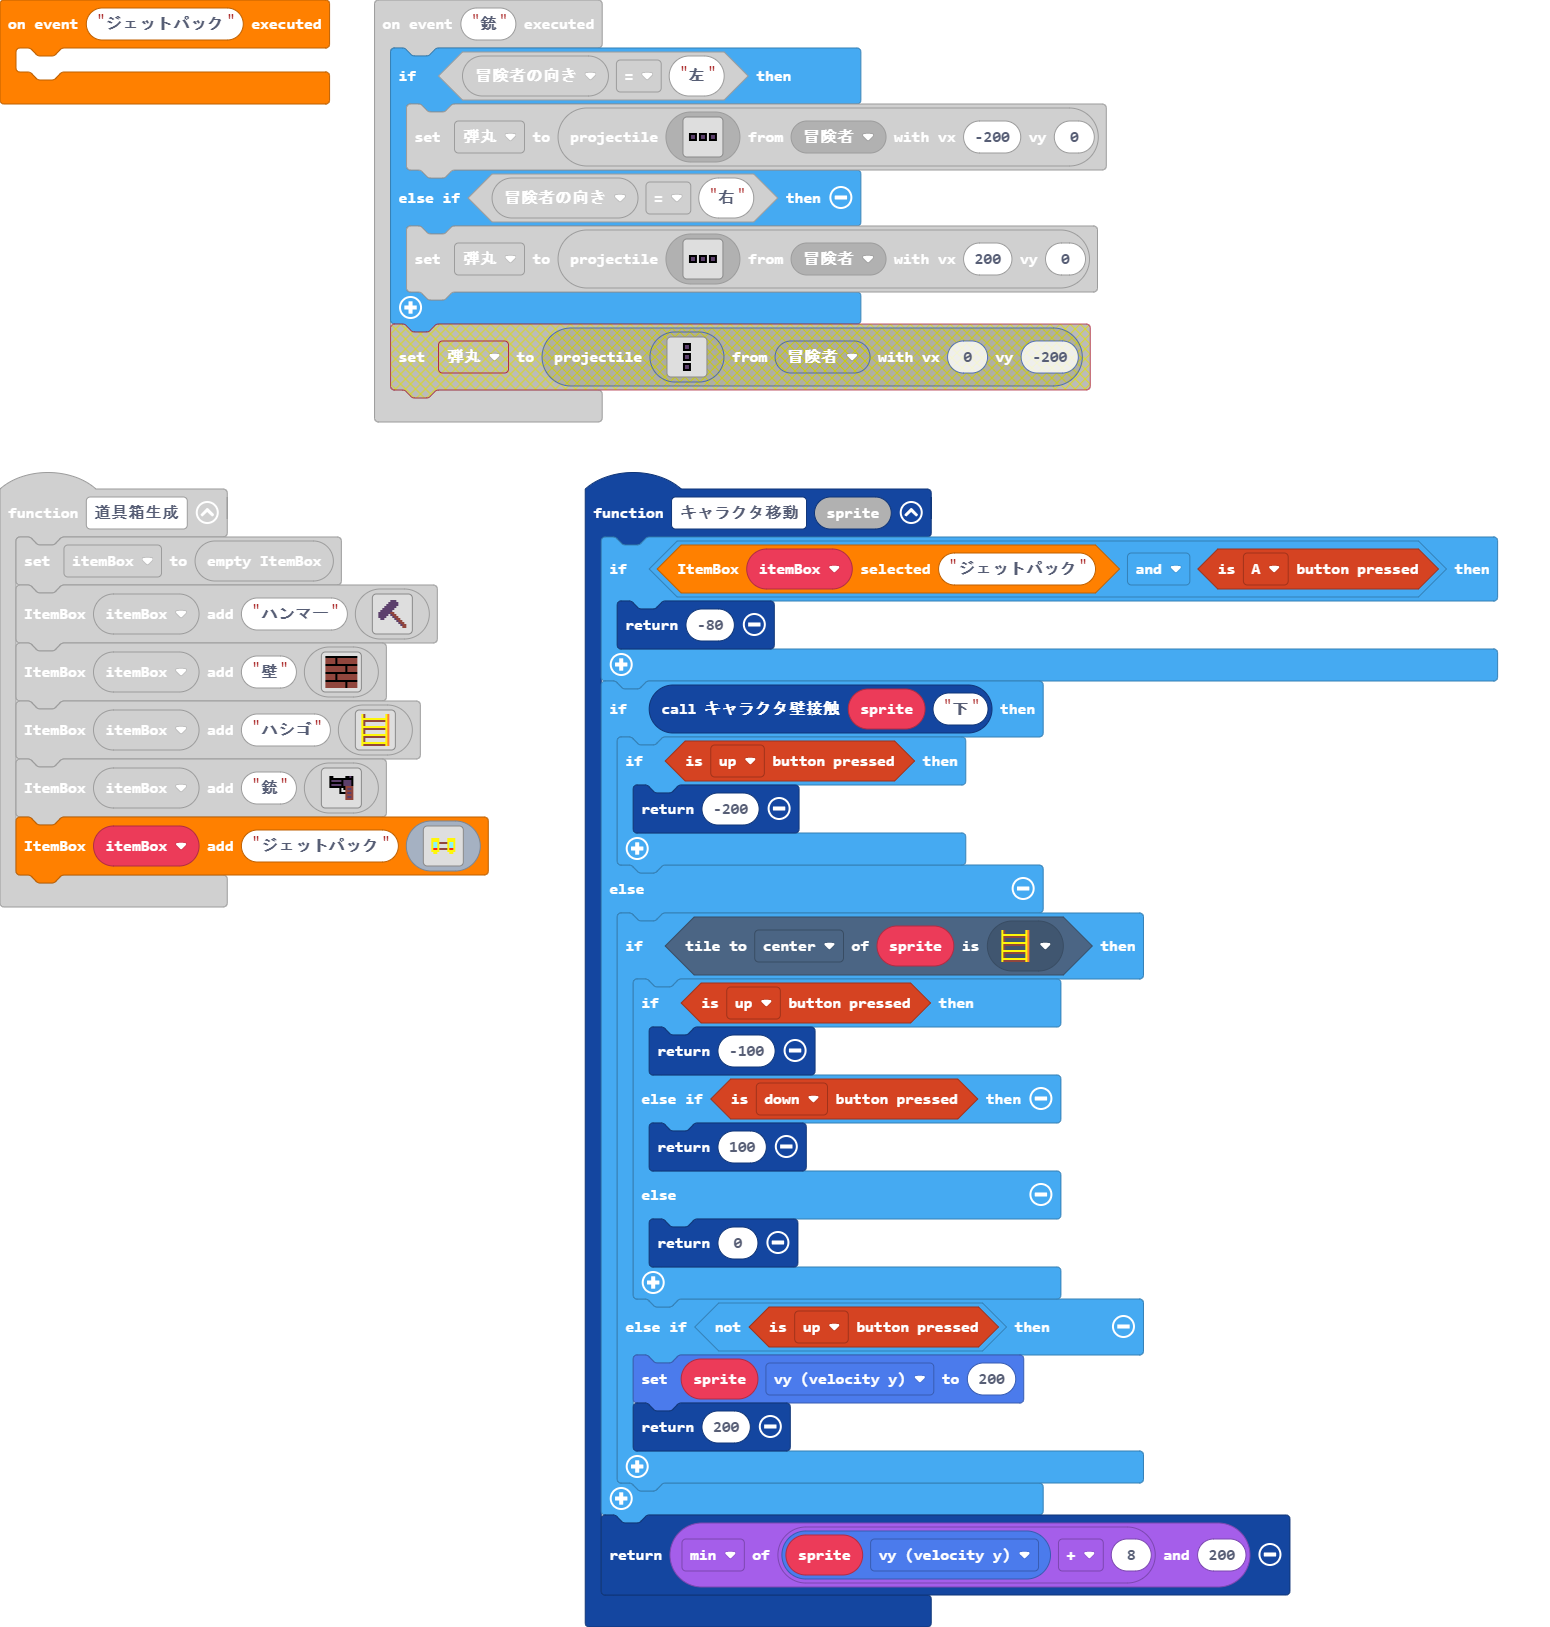 on event "ジェットパック" executed
on event "銃" executed
if 冒険者の向き = "左" then
set 弾丸 to projectile from 冒険者 with vx -200 vy 0
else if 冒険者の向き = "右" then
set 弾丸 to projectile from 冒険者 with vx 200 vy 0
set 弾丸 to projectile from 冒険者 with vx 0 vy -200
function 道具箱生成
set itemBox to empty ItemBox
ItemBox itemBox add "ハンマー"
ItemBox itemBox add "壁"
ItemBox itemBox add "ハシゴ"
ItemBox itemBox add "銃"
ItemBox itemBox add "ジェットパック"
function キャラクタ移動 sprite
if ItemBox itemBox selected "ジェットパック" and is A button pressed then
return -80
if call キャラクタ壁接触 sprite "下" then
if is up button pressed then
return -200
else
if tile to center of sprite is then
if is up button pressed then
return -100
else if is down button pressed then
return 100
else
return 0
else if not is up button pressed then
set sprite vy (velocity y) to 200
return 200
return min of sprite vy (velocity y) + 8 and 200